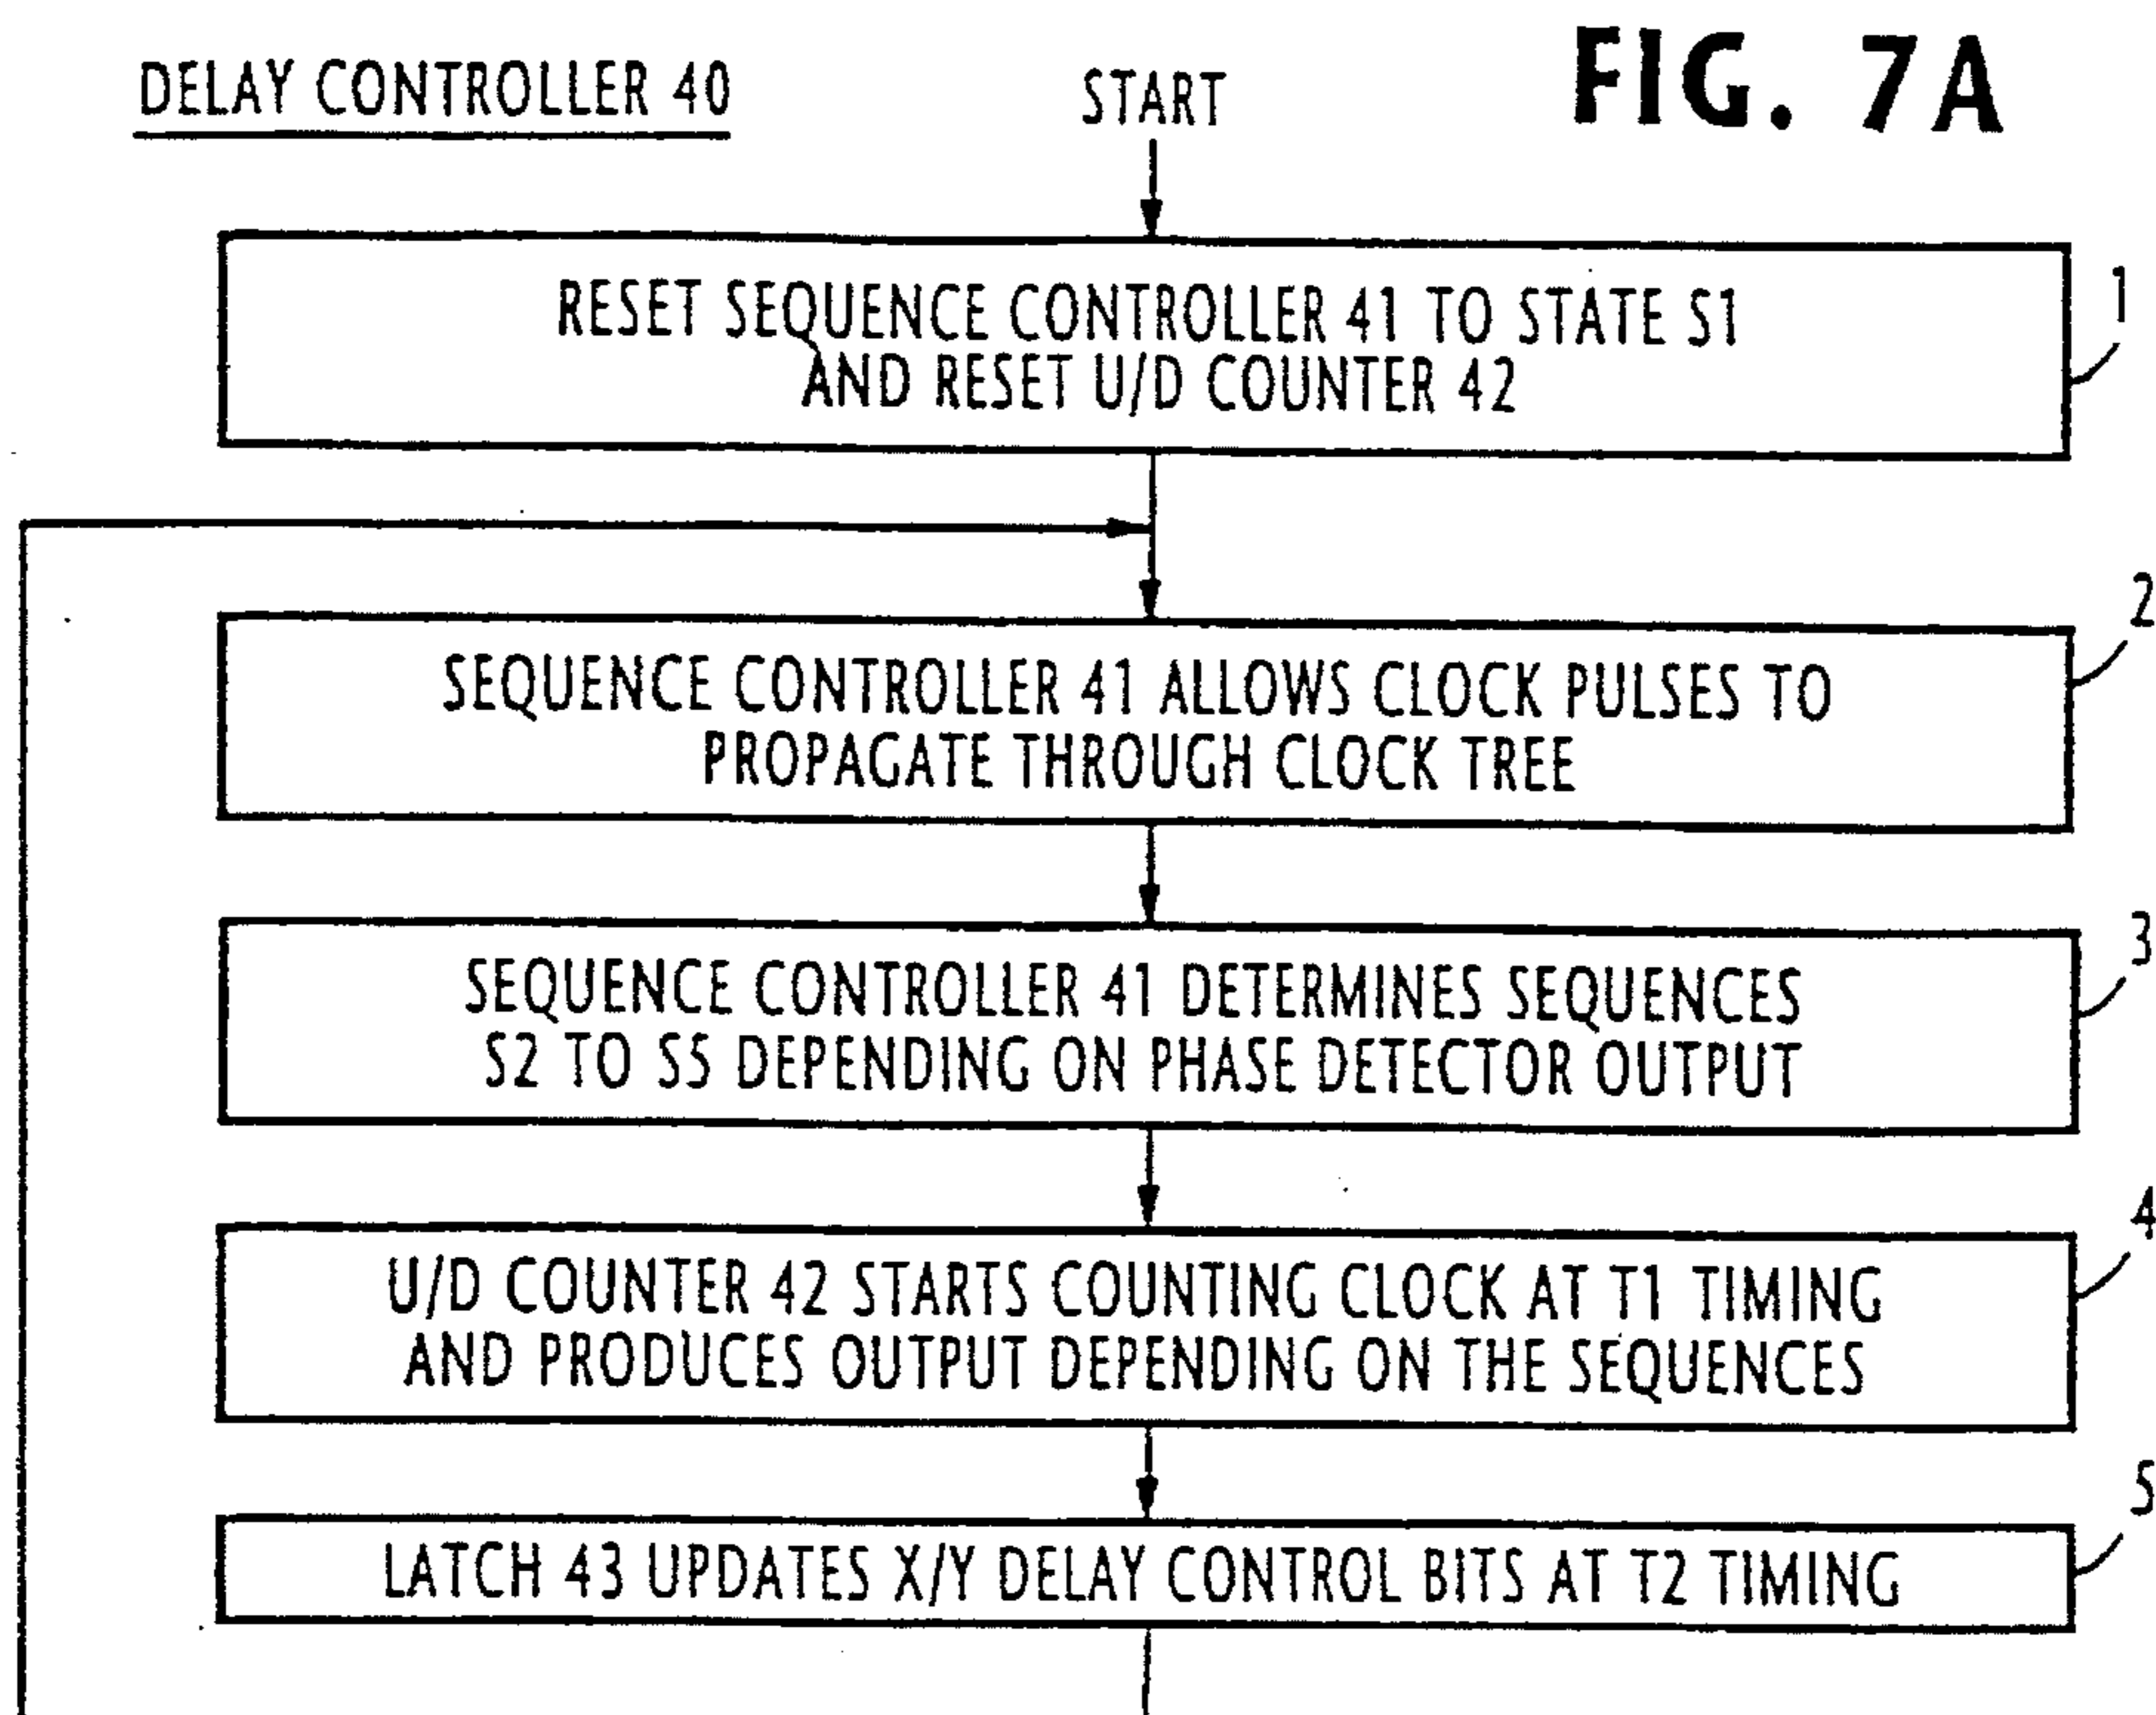 DELAY CONTROLLER 40
START
FIG. 7A
RESET SEQUENCE CONTROLLER 41 TO STATE S1
AND RESET U/D COUNTER 42
1
SEQUENCE CONTROLLER 41 ALLOWS CLOCK PULSES TO
PROPAGATE THROUGH CLOCK TREE
2
SEQUENCE CONTROLLER 41 DETERMINES SEQUENCES
S2 TO S5 DEPENDING ON PHASE DETECTOR OUTPUT
3
U/D COUNTER 42 STARTS COUNTING CLOCK AT T1 TIMING
AND PRODUCES OUTPUT DEPENDING ON THE SEQUENCES
4
LATCH 43 UPDATES X/Y DELAY CONTROL BITS AT T2 TIMING
5